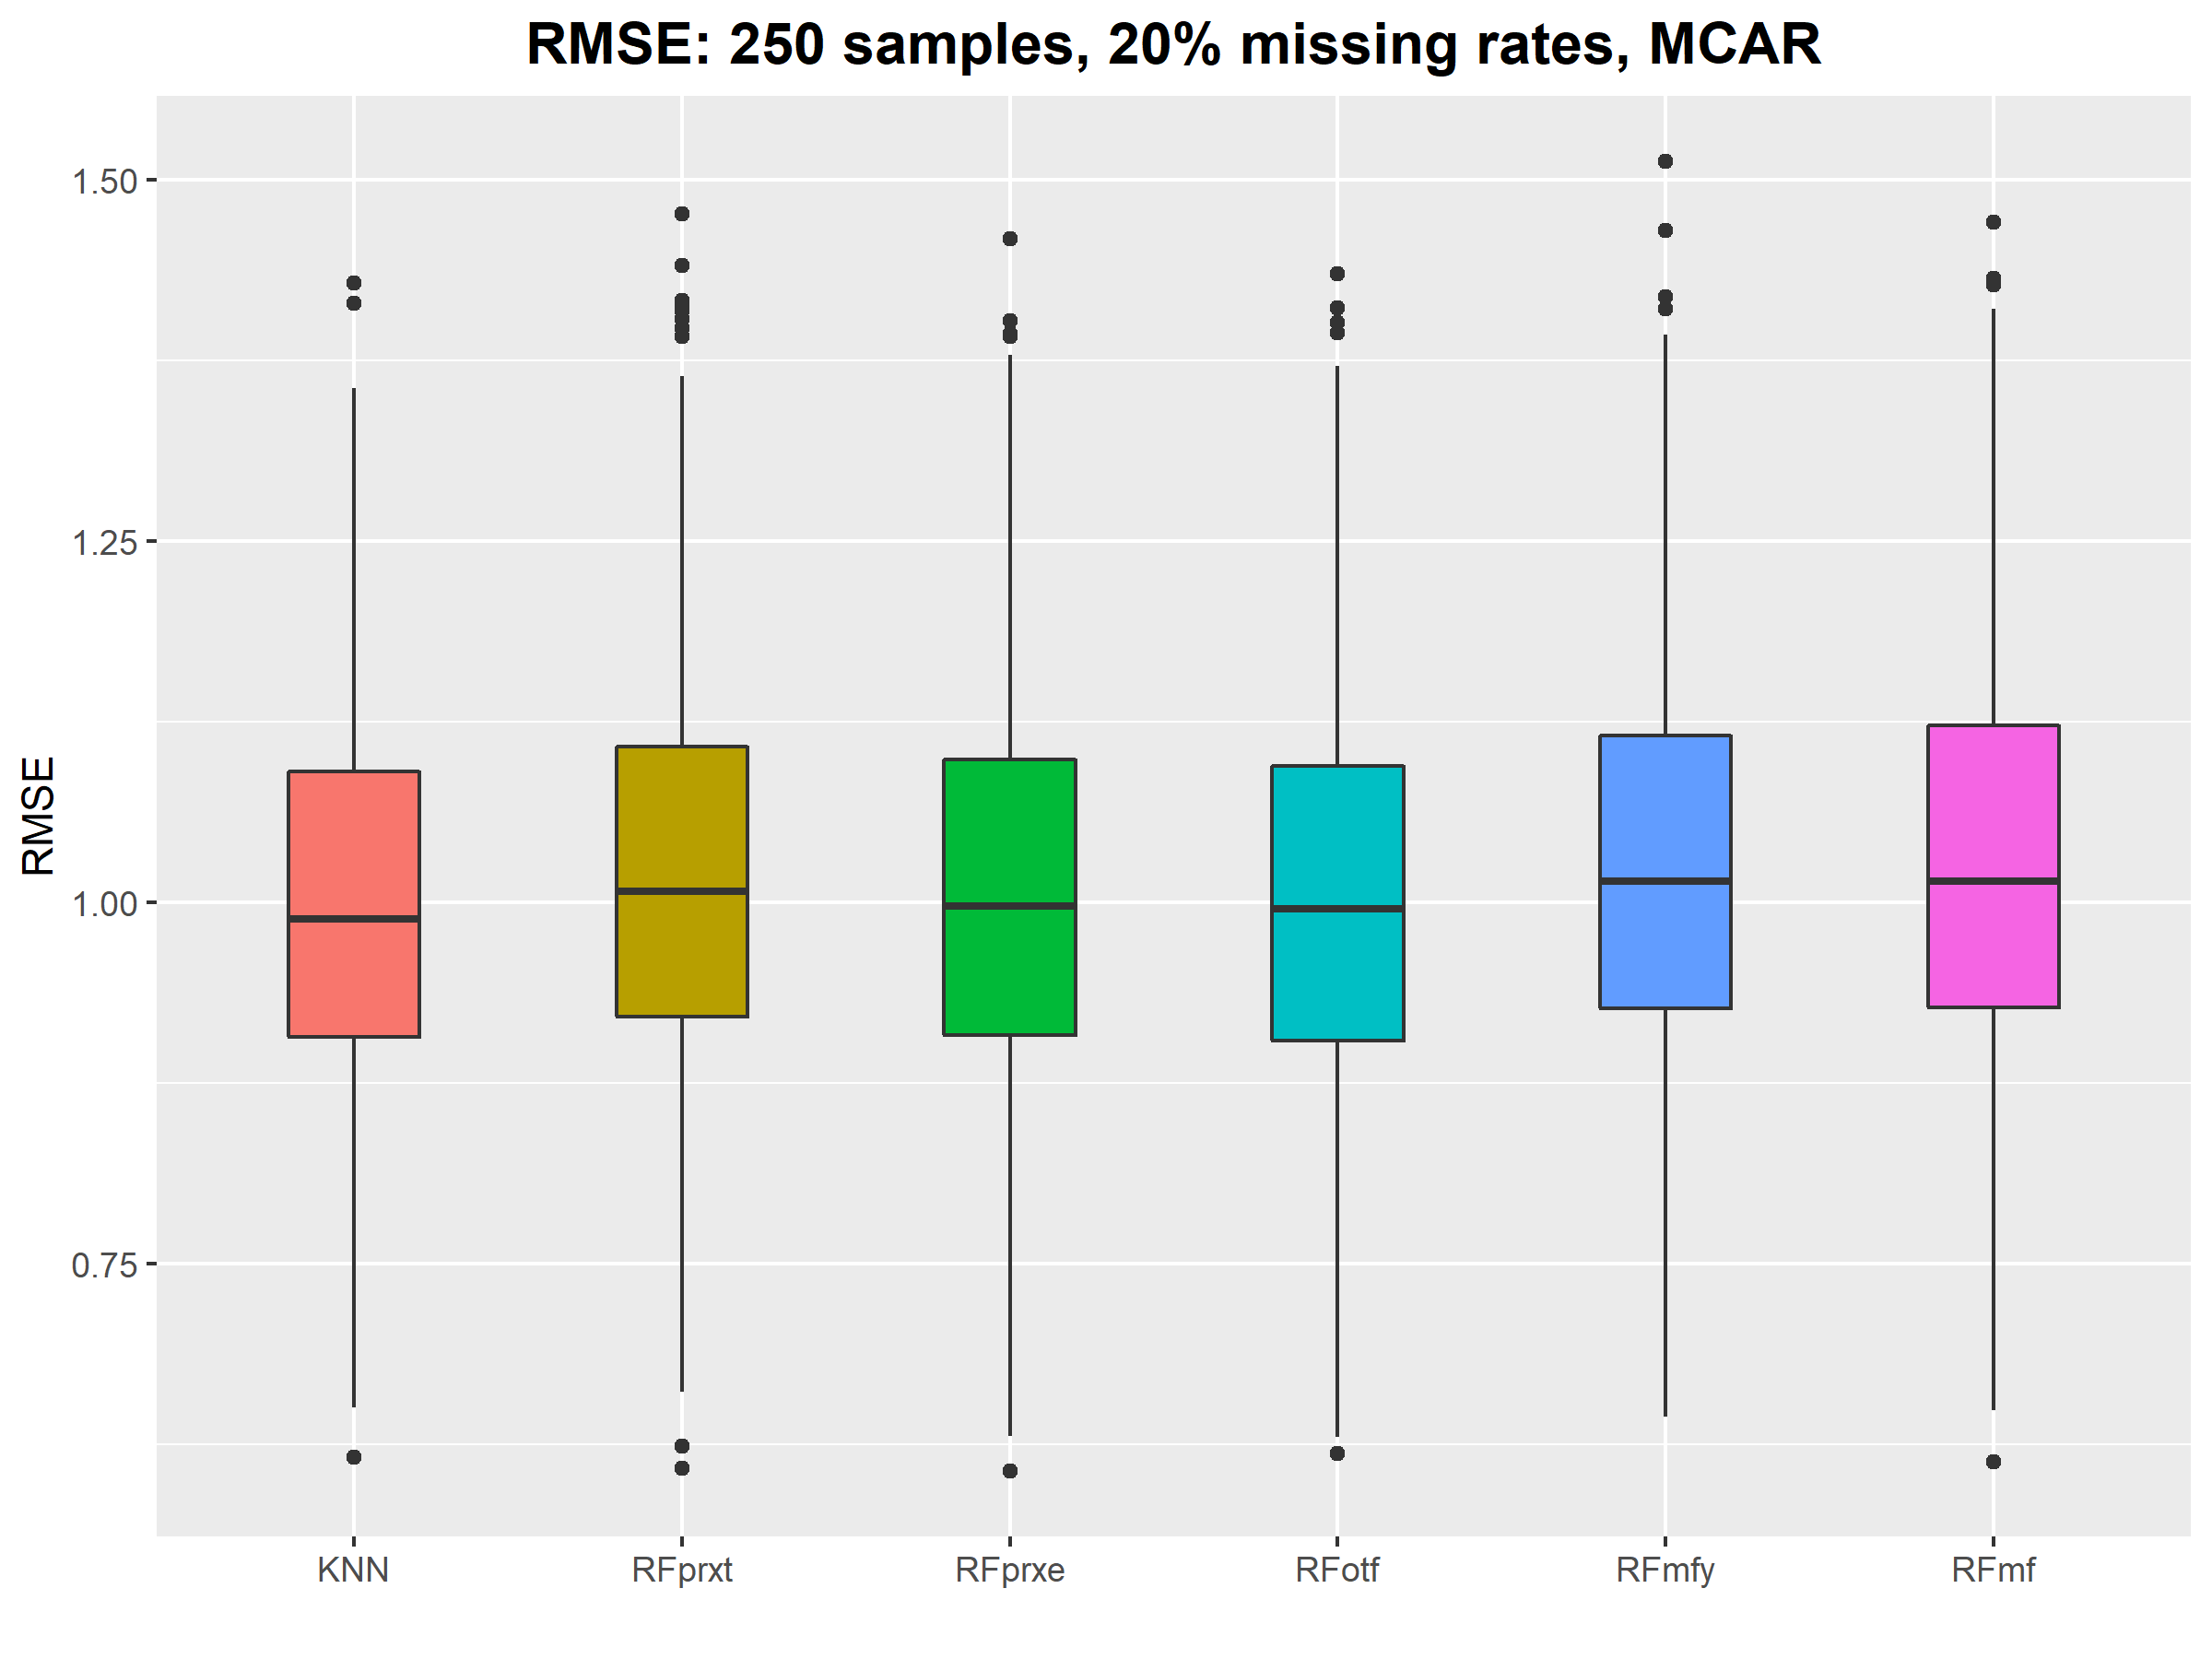 RMSE: 250 samples, 20% missing rates, MCAR
RMSE
1.50
1.25
1.00
0.75
KNN RFprxt RFprxe RFotf RFmfy RFmf